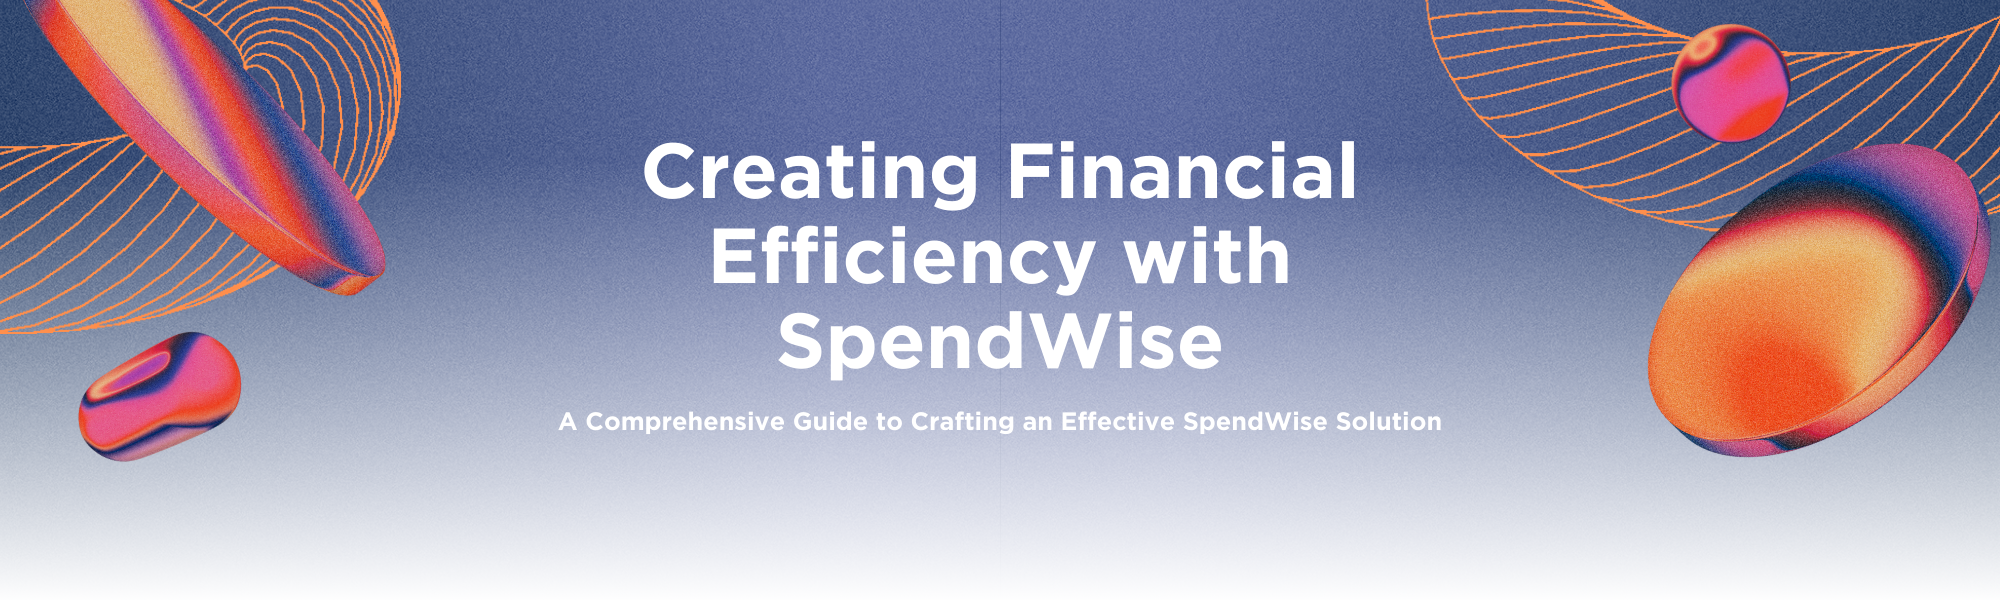 Creating Financial
Efficiency with
SpendWise
A Comprehensive Guide to Crafting an Effective SpendWise Solution